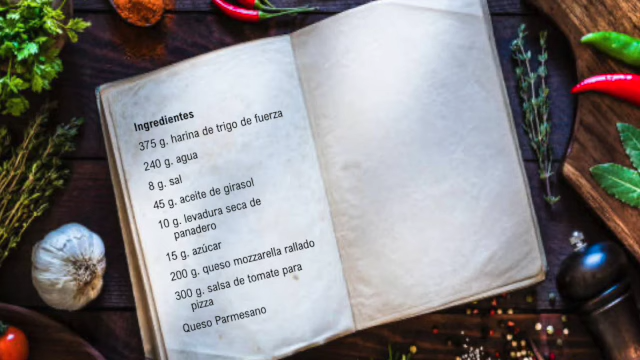 Ingredientes
375 g. harina de trigo de fuerza
240 g. agua
8 g. sal
45 g. aceite de girasol
10 g. levadura seca de
panadero
15 g. azúcar
200 g. queso mozzarella rallado
300 g. salsa de tomate para
pizza
Queso Parmesano